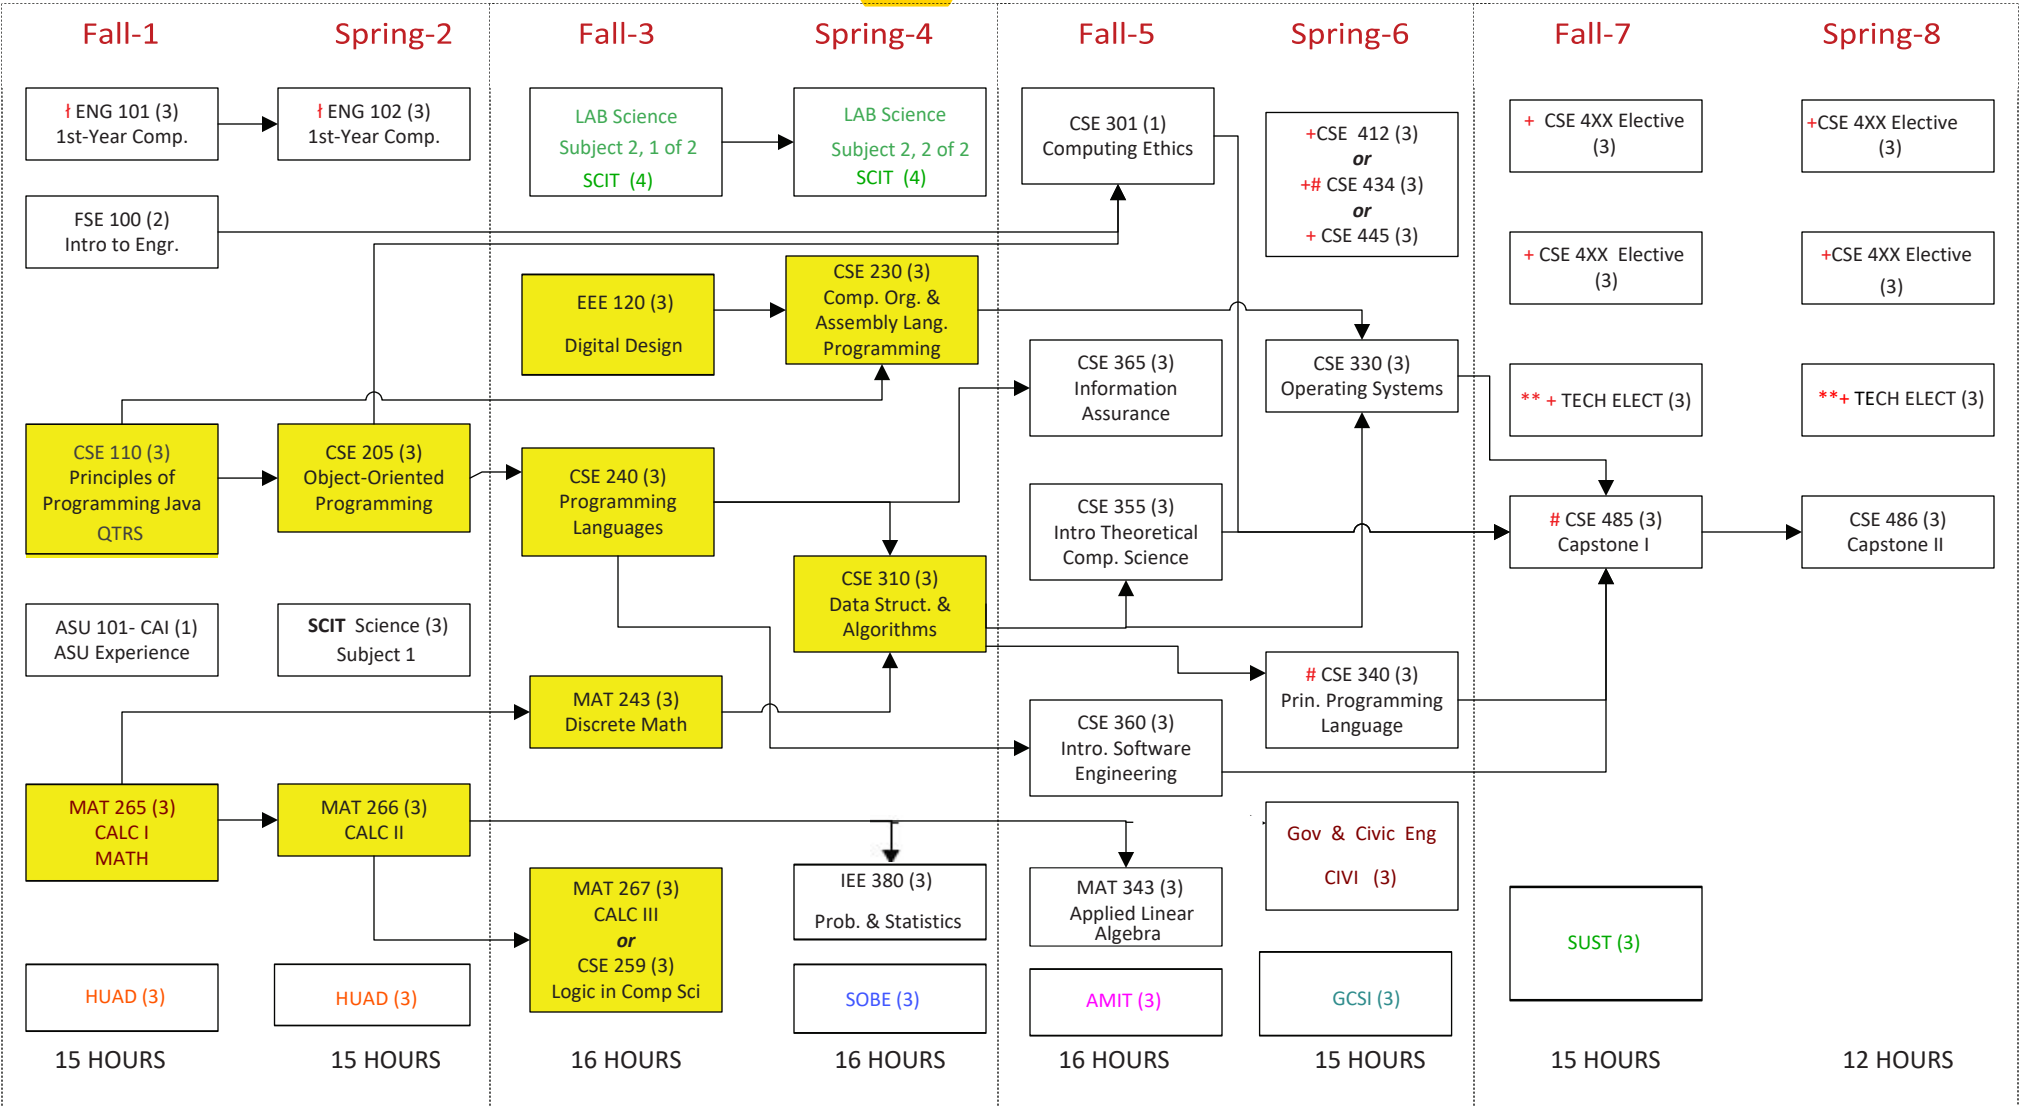 Fall-1
Spring-2
Fall-3
Spring-4
Fall-5
Spring-6
Fall-7
Spring-8
ƚ ENG 101 (3)
1st-Year Comp.
ƚ ENG 102 (3)
1st-Year Comp.
LAB Science
Subject 2, 1 of 2
SCIT (4)
LAB Science
Subject 2, 2 of 2
SCIT (4)
CSE 301 (1)
Computing Ethics
+CSE 412 (3)
or
+# CSE 434 (3)
or
+ CSE 445 (3)
+ CSE 4XX Elective
(3)
+CSE 4XX Elective
(3)
FSE 100 (2)
Intro to Engr.
EEE 120 (3)
Digital Design
CSE 230 (3)
Comp. Org. &
Assembly Lang.
Programming
+ CSE 4XX Elective
(3)
+CSE 4XX Elective
(3)
CSE 365 (3)
Information
Assurance
CSE 330 (3)
Operating Systems
** + TECH ELECT (3)
**+ TECH ELECT (3)
CSE 110 (3)
Principles of
Programming Java
QTRS
CSE 205 (3)
Object-Oriented
Programming
CSE 240 (3)
Programming
Languages
CSE 310 (3)
Data Struct. &
Algorithms
CSE 355 (3)
Intro Theoretical
Comp. Science
# CSE 485 (3)
Capstone I
CSE 486 (3)
Capstone II
ASU 101- CAI (1)
ASU Experience
SCIT Science (3)
Subject 1
MAT 243 (3)
Discrete Math
CSE 360 (3)
Intro. Software
Engineering
# CSE 340 (3)
Prin. Programming
Language
MAT 265 (3)
CALC I
MATH
MAT 266 (3)
CALC II
MAT 267 (3)
CALC III
or
CSE 259 (3)
Logic in Comp Sci
IEE 380 (3)
Prob. & Statistics
MAT 343 (3)
Applied Linear
Algebra
Gov & Civic Eng
CIVI (3)
SUST (3)
HUAD (3)
HUAD (3)
SOBE (3)
AMIT (3)
GCSI (3)
15 HOURS
15 HOURS
16 HOURS
16 HOURS
16 HOURS
15 HOURS
15 HOURS
12 HOURS